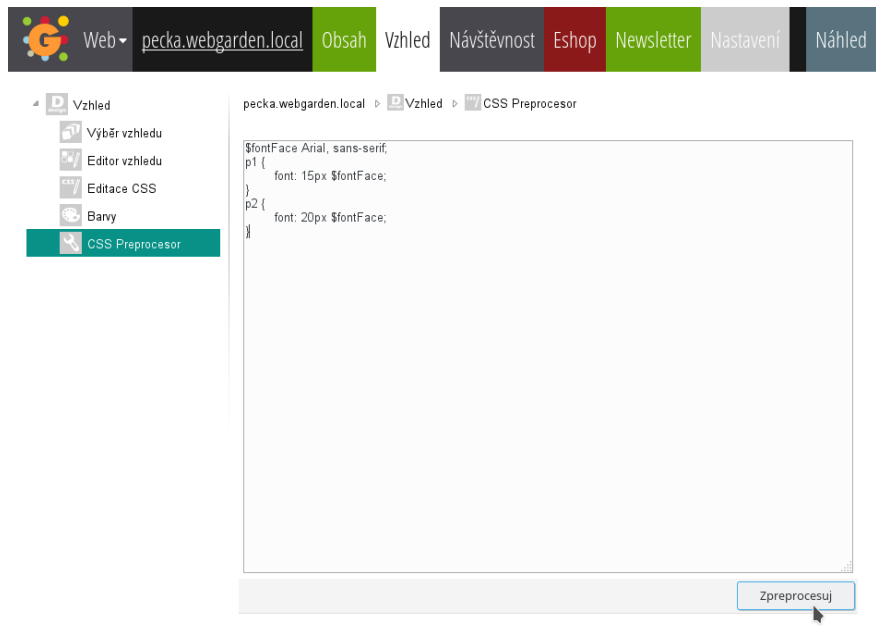 G Web pecka.webgarden.local Obsah Vzhled Návštěvnost Eshop Newsletter Nastavení Náhled
D design Vzhled
Výběr vzhledu
Editor vzhledu
css Editace CSS
Barvy
CSS Preprocesor
pecka.webgarden.local D Vzhled CSS Preprocesor
$fontFace Arial, sans-serif;
p1 {
font: 15px $fontFace;
}
p2 {
font: 20px $fontFace;
}
Zpreprocesuj